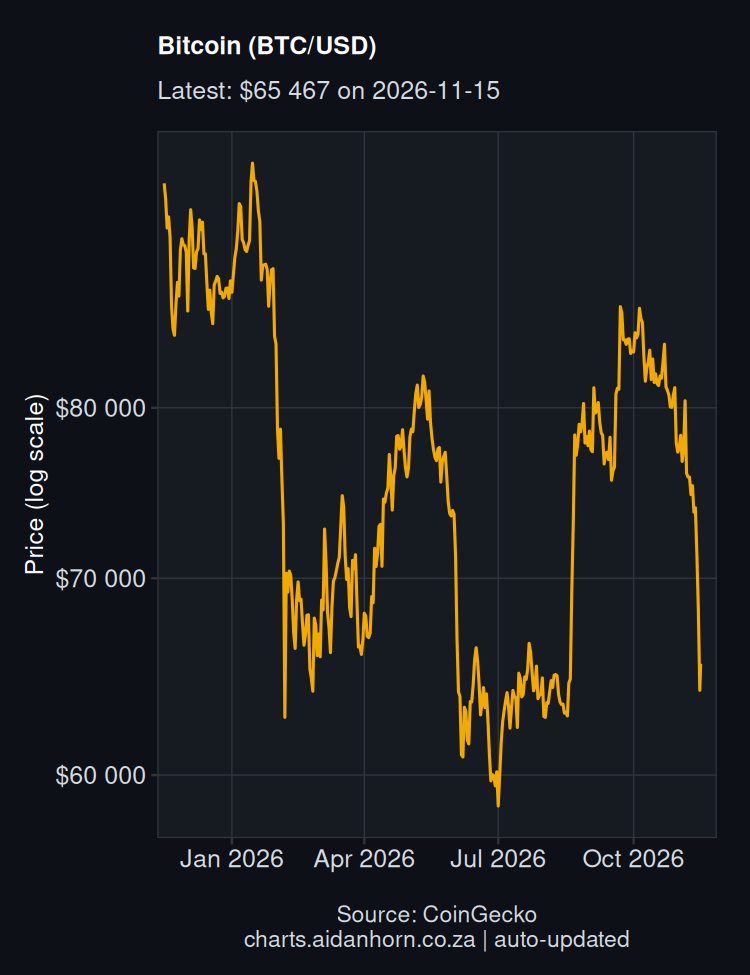 Bitcoin (BTC/USD)
Latest: $65 467 on 2026-11-15
Price (log scale)
$80 000
$70 000
$60 000
Jan 2026 Apr 2026 Jul 2026 Oct 2026
Source: CoinGecko
charts.aidanhorn.co.za | auto-updated